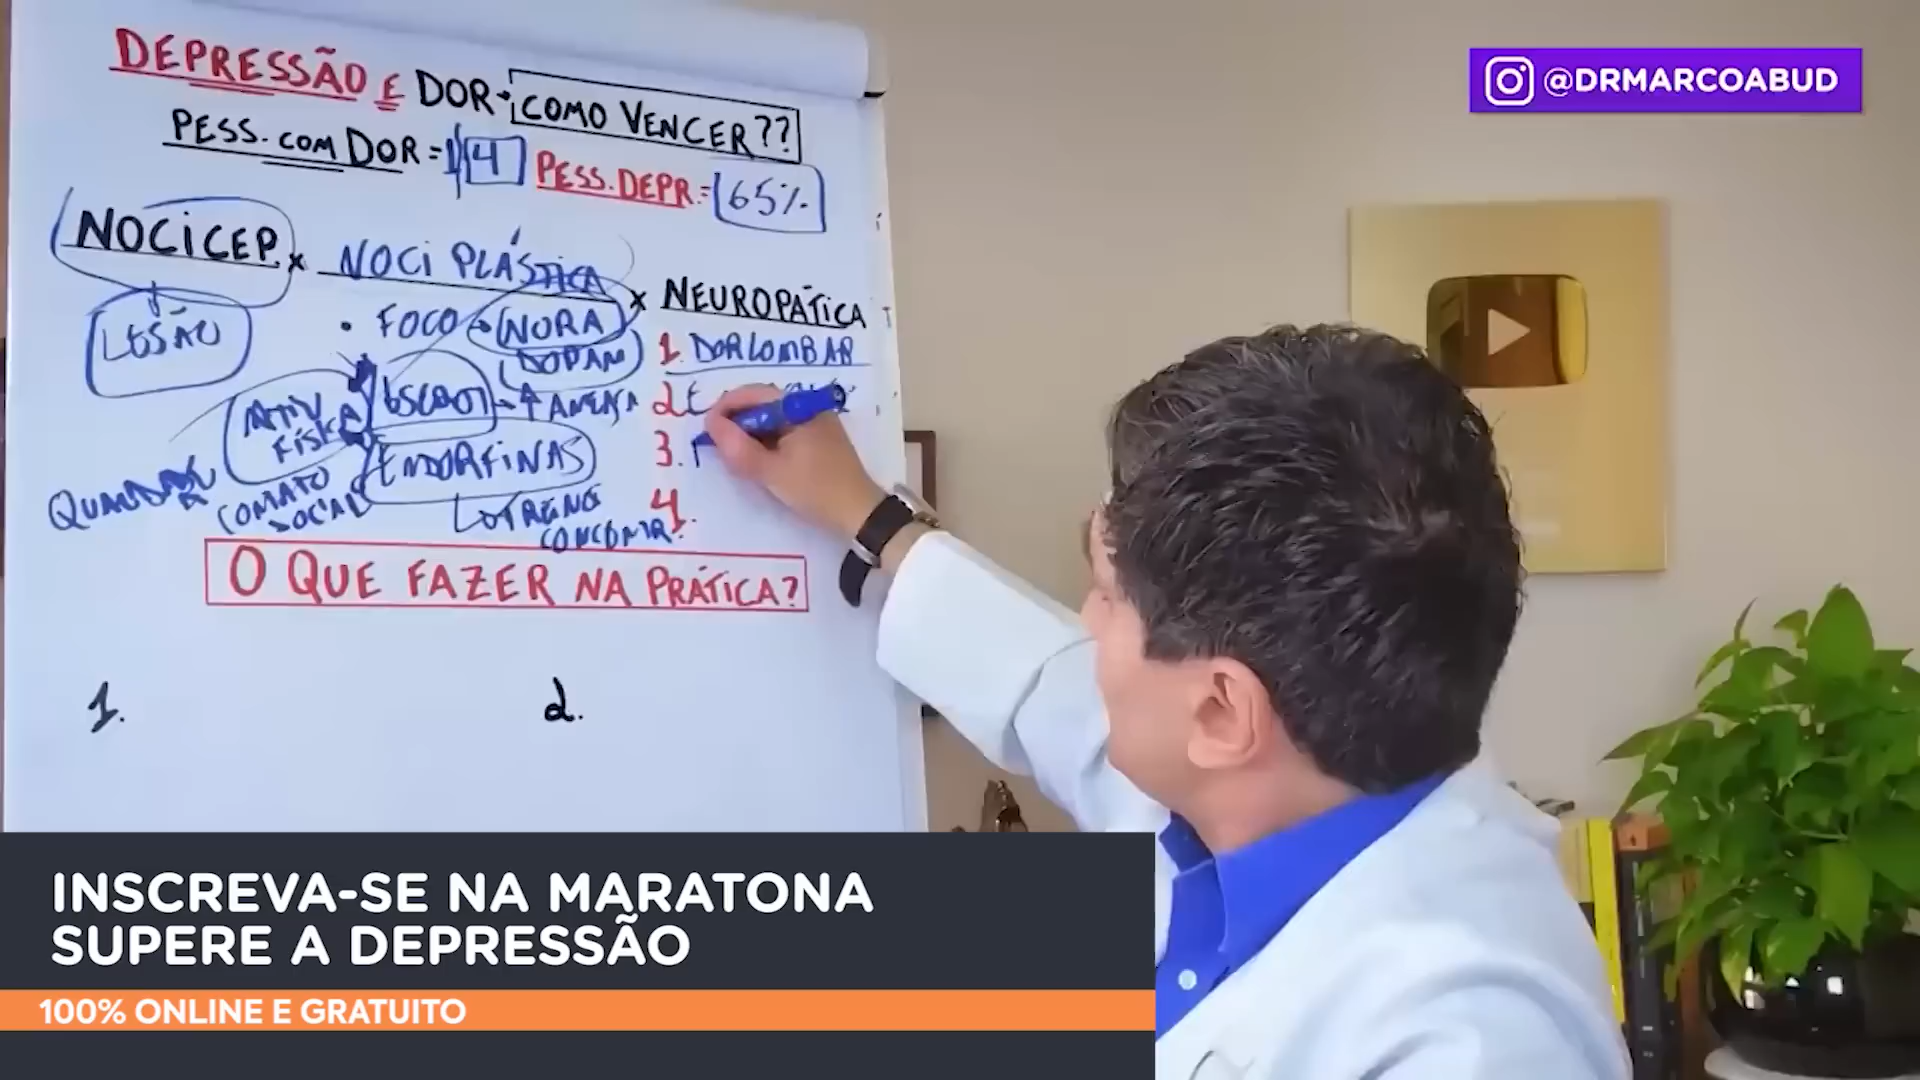 DEPRESSÃO E DOR. COMO VENCER??
PESS. COM DOR = 1/4 PESS. DEPR. = 65%
NOCICEP. x NOCI PLÁSTICA x NEUROPÁTICA
LESÃO
• FOCO → NORA
DOPAM
1. DOR LOMBAR
ATIV FÍSICA
↑ AMEAÇA
2.
ENDORFINAS
3.
CONTATO SOCIAL
4.
O QUE FAZER NA PRÁTICA?
1. 2.
@DRMARCOABUD
INSCREVA-SE NA MARATONA
SUPERE A DEPRESSÃO
100% ONLINE E GRATUITO